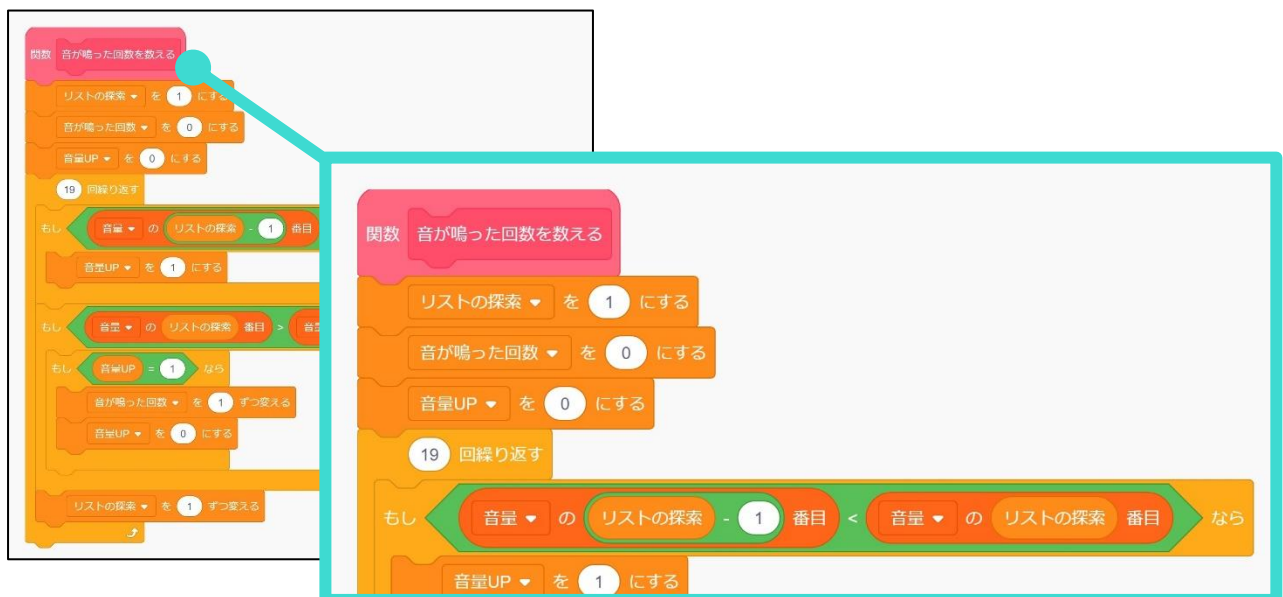 関数 音が鳴った回数を数える
リストの探索 を 1 にする
音が鳴った回数 を 0 にする
音量UP を 0 にする
19 回繰り返す
もし 音量 の リストの探索 - 1 番目
音量UP を 1 にする
もし 音量 の リストの探索 番目 > 音量
もし 音量UP = 1 なら
音が鳴った回数 を 1 ずつ変える
音量UP を 0 にする
リストの探索 を 1 ずつ変える
関数 音が鳴った回数を数える
リストの探索 を 1 にする
音が鳴った回数 を 0 にする
音量UP を 0 にする
19 回繰り返す
もし 音量 の リストの探索 - 1 番目 < 音量 の リストの探索 番目 なら
音量UP を 1 にする